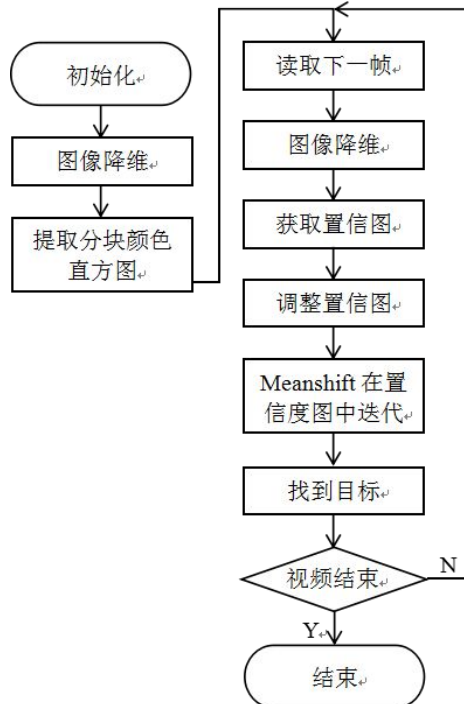 初始化
图像降维
提取分块颜色
直方图
读取下一帧
图像降维
获取置信图
调整置信图
Meanshift 在置
信度图中迭代
找到目标
视频结束
N
Y
结束